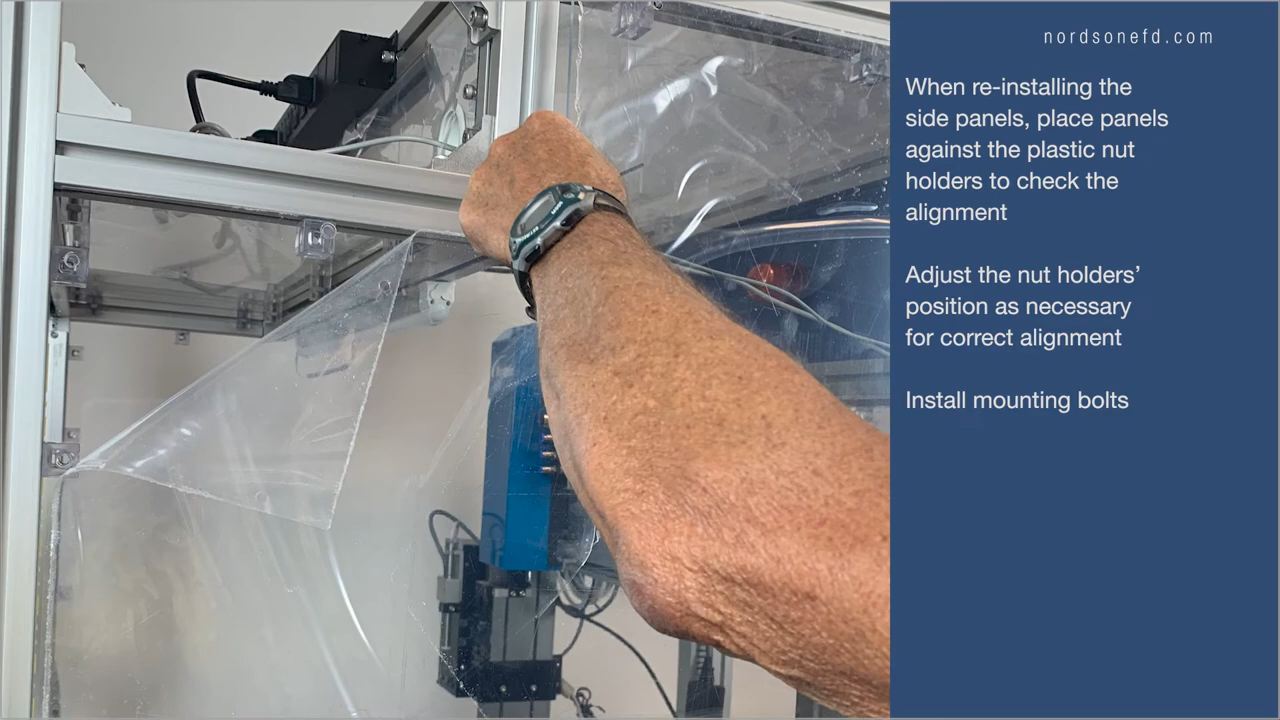 nordsonefd.com
When re-installing the
side panels, place panels
against the plastic nut
holders to check the
alignment
Adjust the nut holders’
position as necessary
for correct alignment
Install mounting bolts